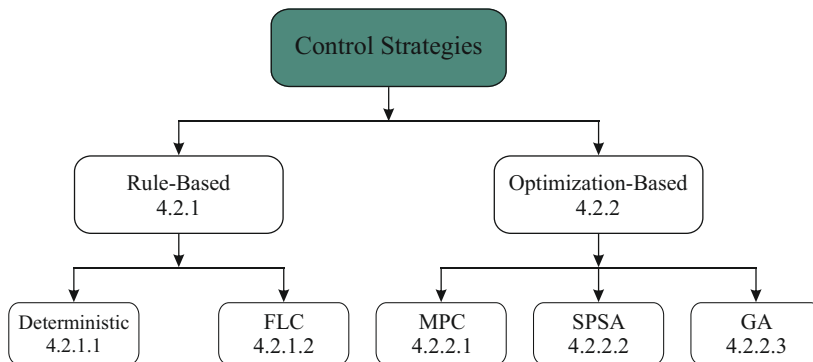 Control Strategies
Rule-Based
4.2.1
Optimization-Based
4.2.2
Deterministic
4.2.1.1
FLC
4.2.1.2
MPC
4.2.2.1
SPSA
4.2.2.2
GA
4.2.2.3